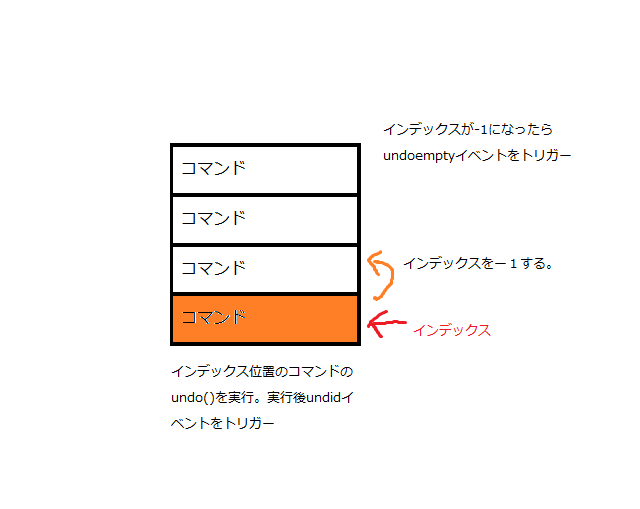 インデックスが-1になったら
undoemptyイベントをトリガー
コマンド
コマンド
コマンド
インデックスをー１する。
コマンド
インデックス
インデックス位置のコマンドの
undo()を実行。実行後undidイ
ベントをトリガー